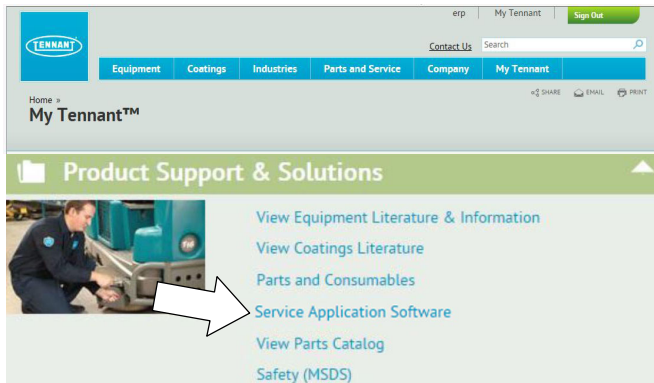 erp My Tennant Sign Out
TENNANT
Contact Us Search
Equipment Coatings Industries Parts and Service Company My Tennant
SHARE EMAIL PRINT
Home »
My Tennant™
Product Support & Solutions
View Equipment Literature & Information
View Coatings Literature
Parts and Consumables
Service Application Software
View Parts Catalog
Safety (MSDS)